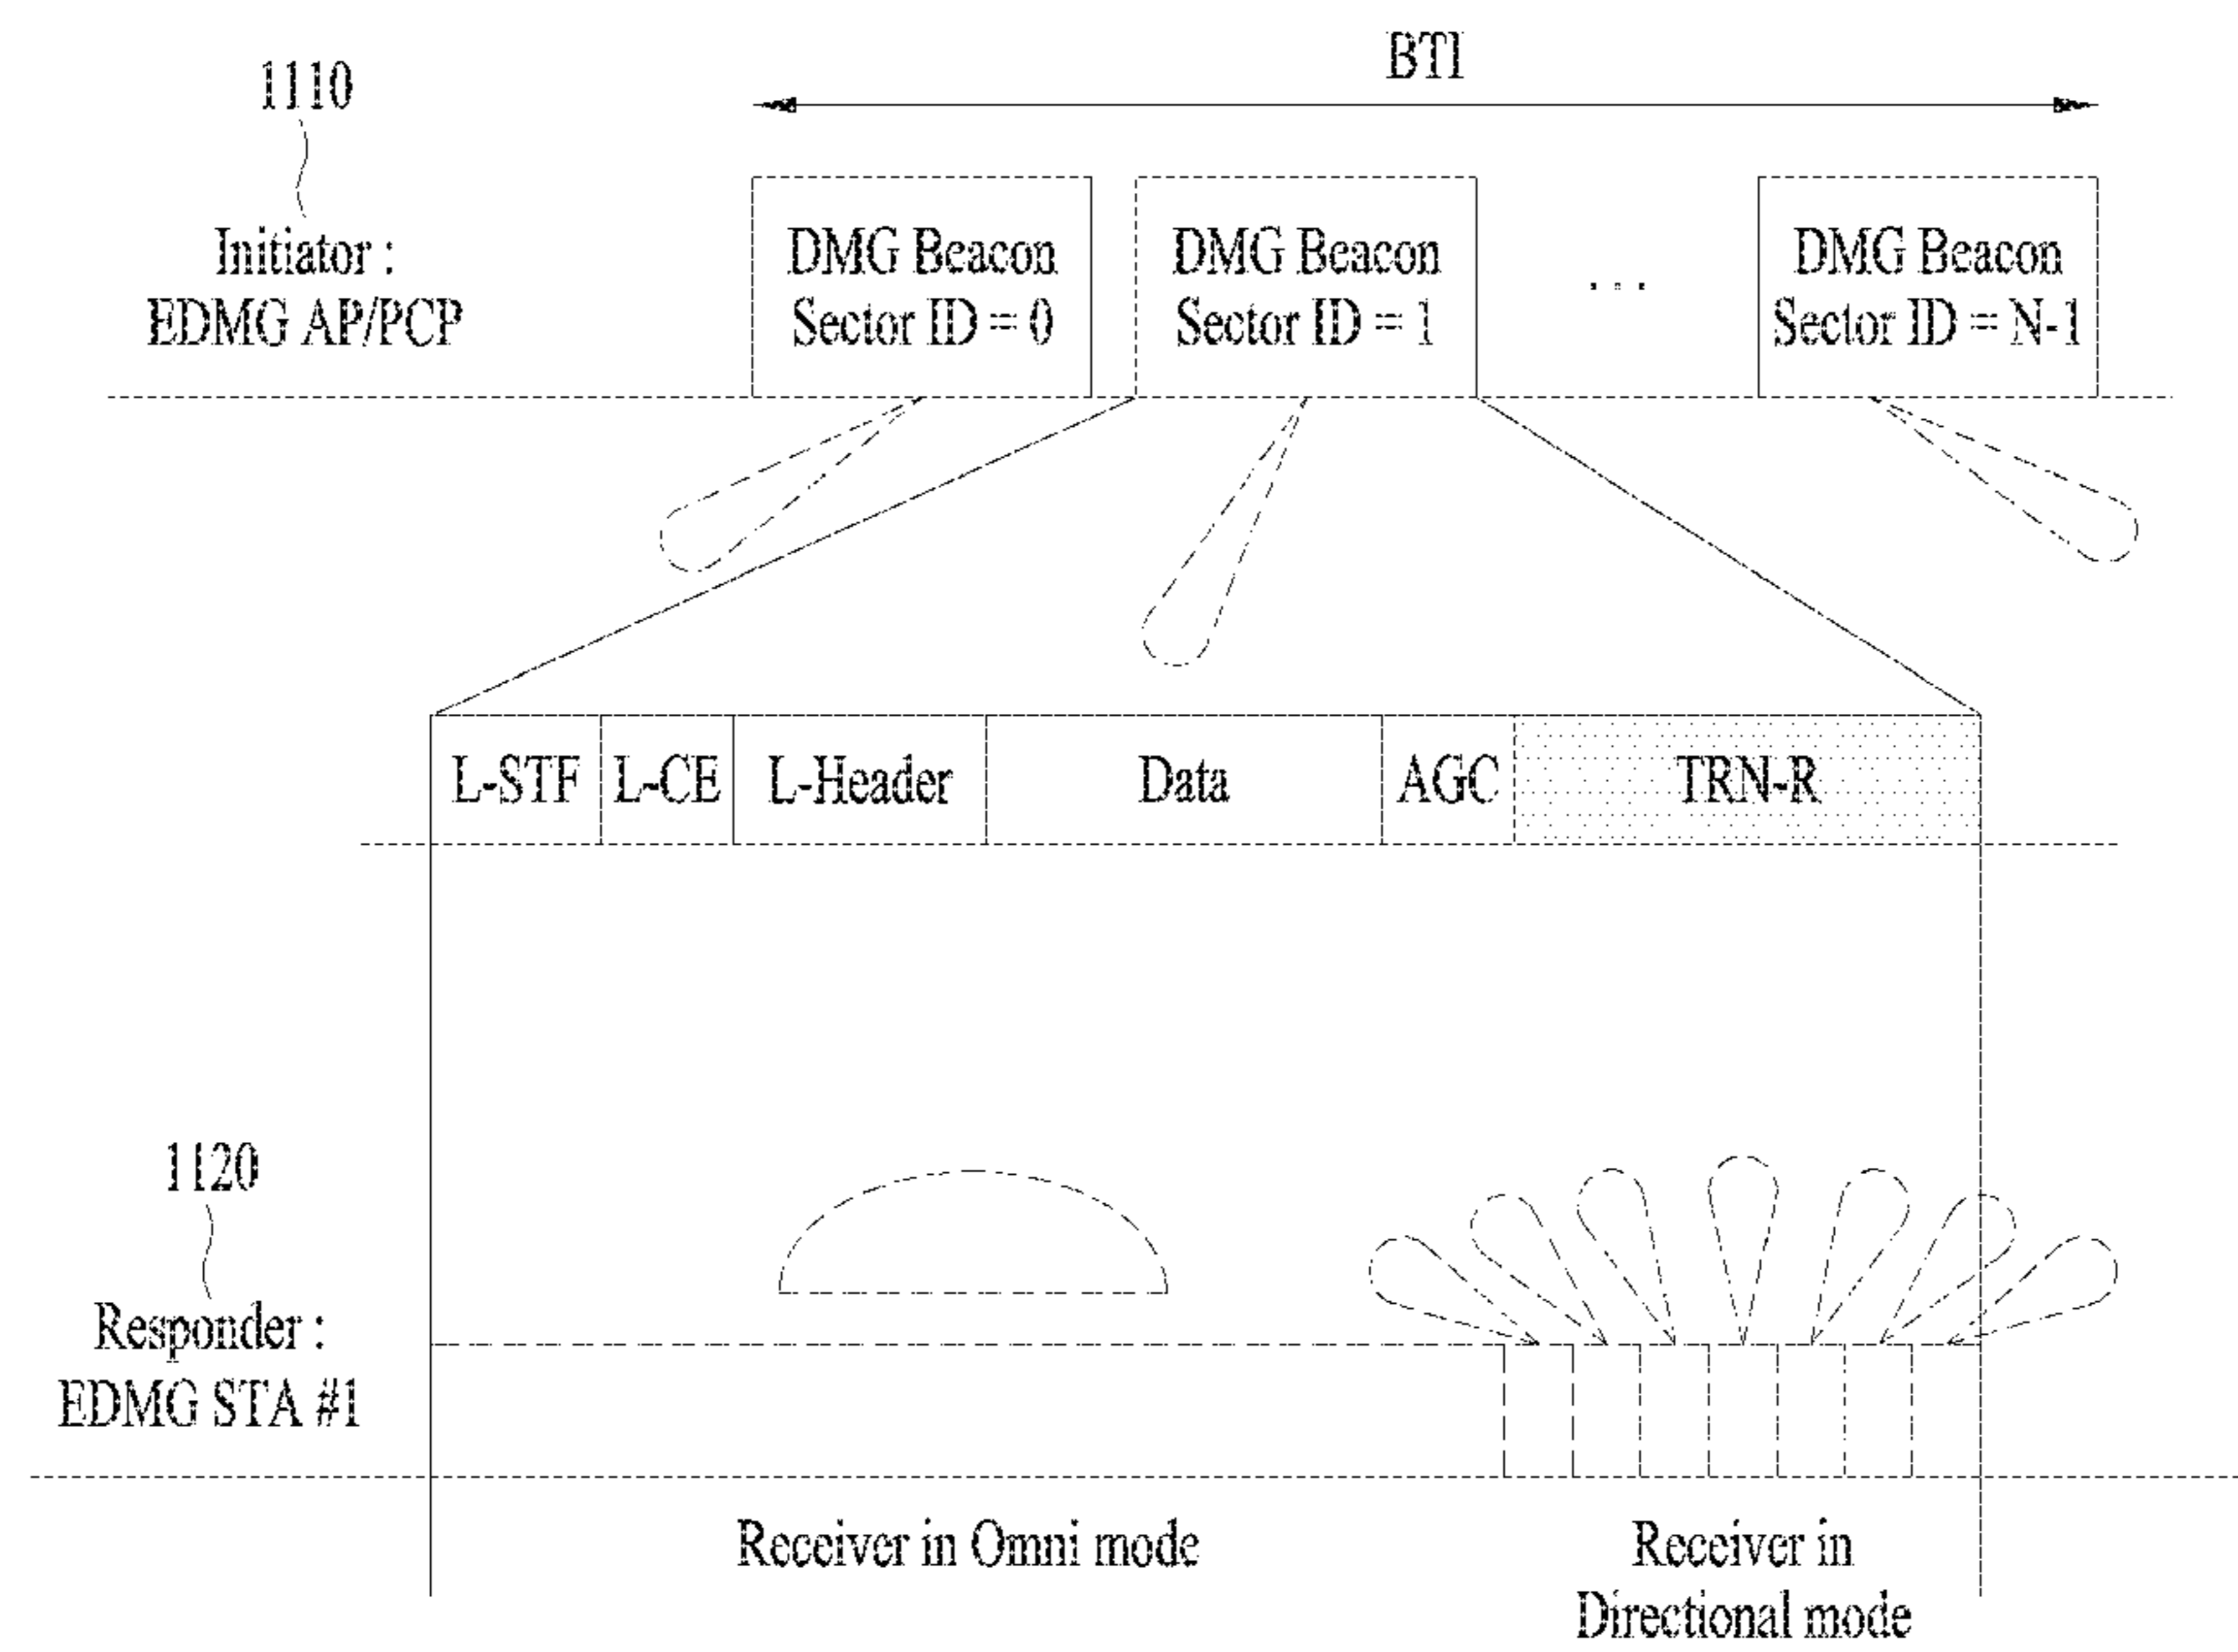 BTI
1110
Initiator :
EDMG AP/PCP
DMG Beacon
Sector ID = 0
DMG Beacon
Sector ID = 1
...
DMG Beacon
Sector ID = N-1
L-STF
L-CE
L-Header
Data
AGC
TRN-R
1120
Responder :
EDMG STA #1
Receiver in Omni mode
Receiver in
Directional mode